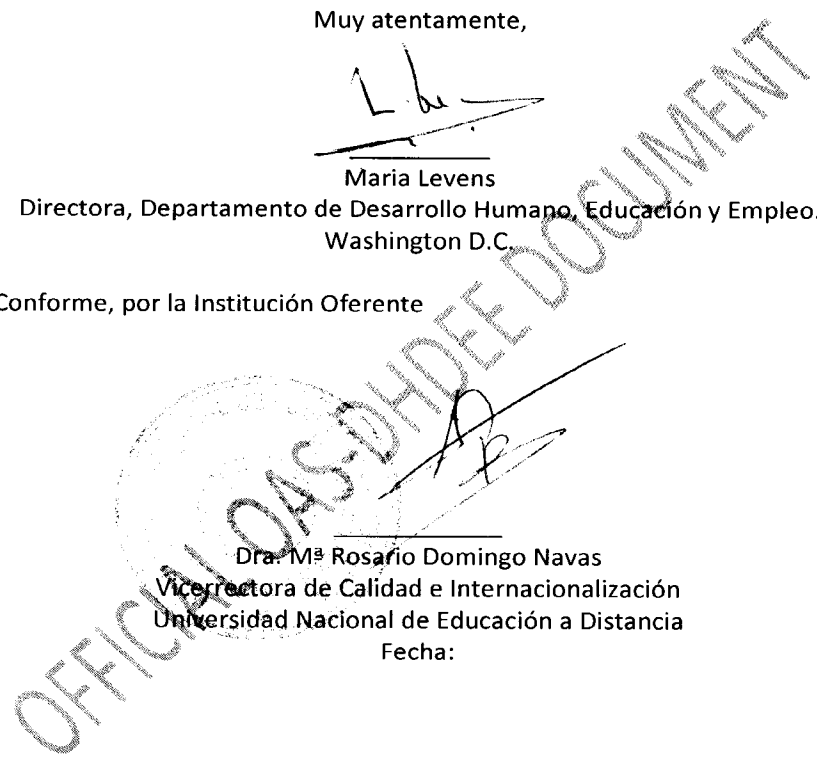 Muy atentamente,
Maria Levens
Directora, Departamento de Desarrollo Humano, Educación y Empleo.
Washington D.C.
Conforme, por la Institución Oferente
Dra. Mª Rosario Domingo Navas
Vicerrectora de Calidad e Internacionalización
Universidad Nacional de Educación a Distancia
Fecha:
OFFICIAL OAS-DHDEE DOCUMENT